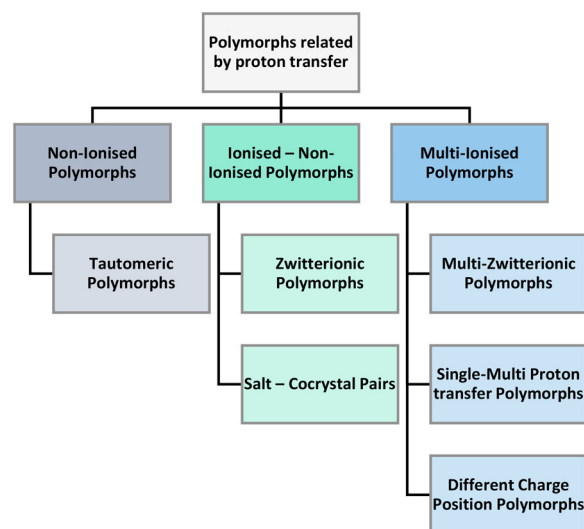 Polymorphs related
by proton transfer
Non-Ionised
Polymorphs
Ionised – Non-
Ionised Polymorphs
Multi-Ionised
Polymorphs
Tautomeric
Polymorphs
Zwitterionic
Polymorphs
Multi-Zwitterionic
Polymorphs
Salt – Cocrystal Pairs
Single-Multi Proton
transfer Polymorphs
Different Charge
Position Polymorphs